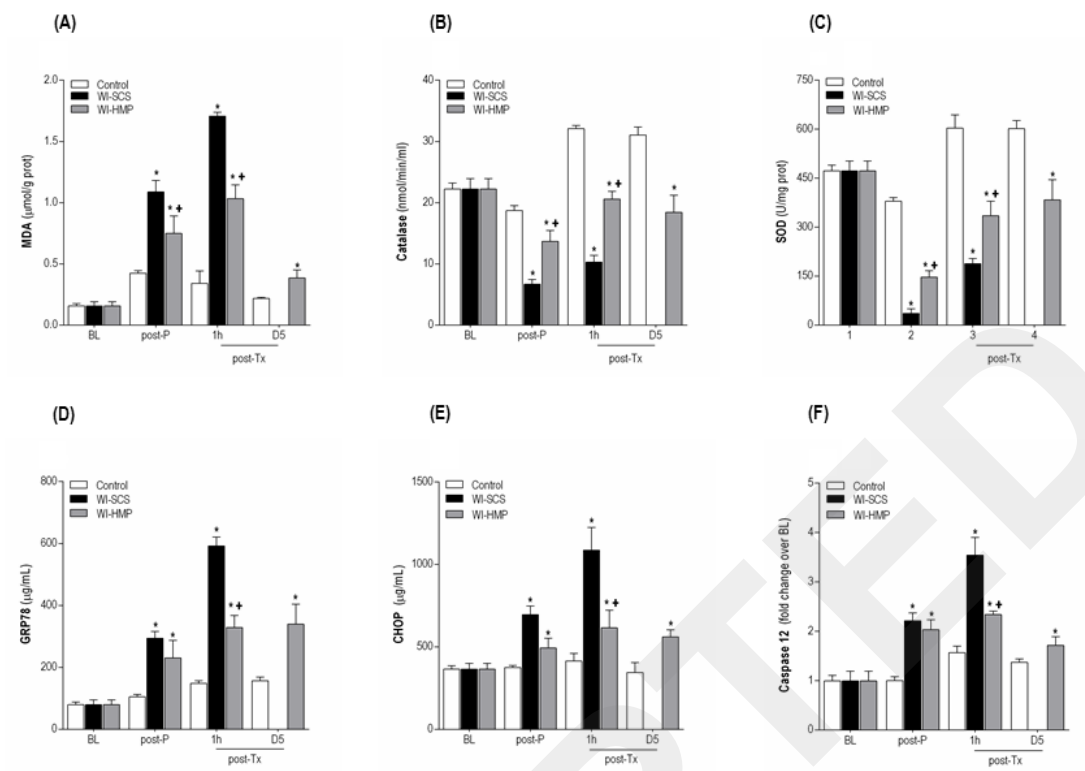 (A)
MDA (µmol/g prot)
2.0
1.5
1.0
0.5
0.0
Control
WI-SCS
WI-HMP
*
* +
*
* +
*
BL post-P 1h D5
post-Tx
(B)
Catalase (nmol/min/ml)
40
30
20
10
0
Control
WI-SCS
WI-HMP
*
* +
*
* +
*
BL post-P 1h D5
post-Tx
(C)
SOD (U/mg prot)
750
600
450
300
150
0
Control
WI-SCS
WI-HMP
*
* +
*
* +
*
1 2 3 4
post-Tx
(D)
GRP78 (µg/mL)
800
600
400
200
0
Control
WI-SCS
WI-HMP
*
*
*
* +
*
BL post-P 1h D5
post-Tx
(E)
CHOP (µg/mL)
1500
1000
500
0
Control
WI-SCS
WI-HMP
*
*
*
* +
*
BL post-P 1h D5
post-Tx
(F)
Caspase 12 (fold change over BL)
5
4
3
2
1
0
Control
WI-SCS
WI-HMP
*
*
*
* +
*
BL post-P 1h D5
post-Tx
PTED